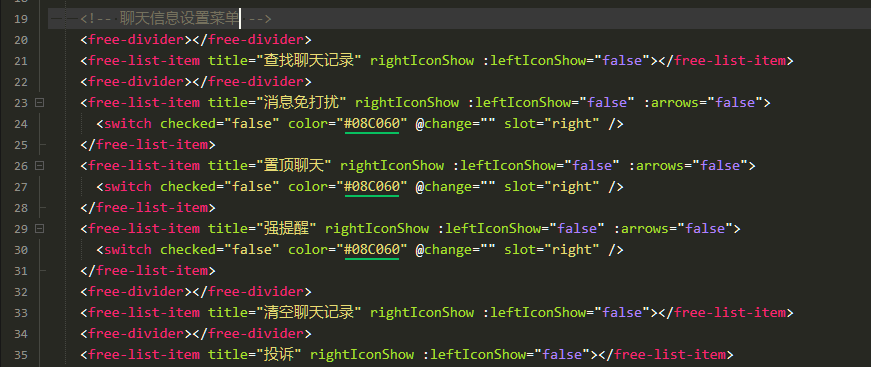 19 <!-- 聊天信息设置菜单 -->
20 <free-divider></free-divider>
21 <free-list-item title="查找聊天记录" rightIconShow :leftIconShow="false"></free-list-item>
22 <free-divider></free-divider>
23 <free-list-item title="消息免打扰" rightIconShow :leftIconShow="false" :arrows="false">
24 <switch checked="false" color="#08C060" @change="" slot="right" />
25 </free-list-item>
26 <free-list-item title="置顶聊天" rightIconShow :leftIconShow="false" :arrows="false">
27 <switch checked="false" color="#08C060" @change="" slot="right" />
28 </free-list-item>
29 <free-list-item title="强提醒" rightIconShow :leftIconShow="false" :arrows="false">
30 <switch checked="false" color="#08C060" @change="" slot="right" />
31 </free-list-item>
32 <free-divider></free-divider>
33 <free-list-item title="清空聊天记录" rightIconShow :leftIconShow="false"></free-list-item>
34 <free-divider></free-divider>
35 <free-list-item title="投诉" rightIconShow :leftIconShow="false"></free-list-item>